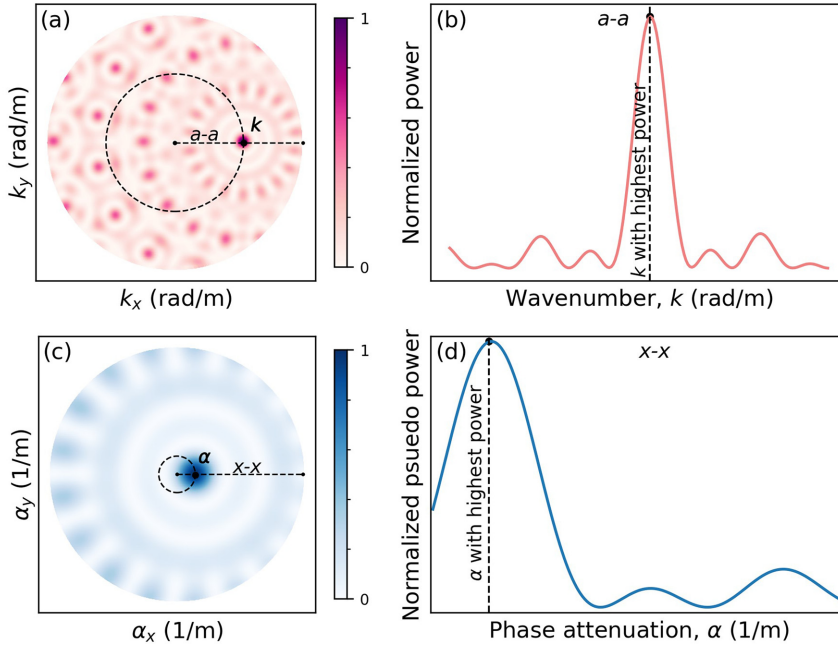 (a)
k
a-a
k_y (rad/m)
k_x (rad/m)
1
0
(b)
a-a
k with highest power
Normalized power
Wavenumber, k (rad/m)
(c)
α
x-x
α_y (1/m)
α_x (1/m)
1
0
(d)
x-x
α with highest power
Normalized psuedo power
Phase attenuation, α (1/m)